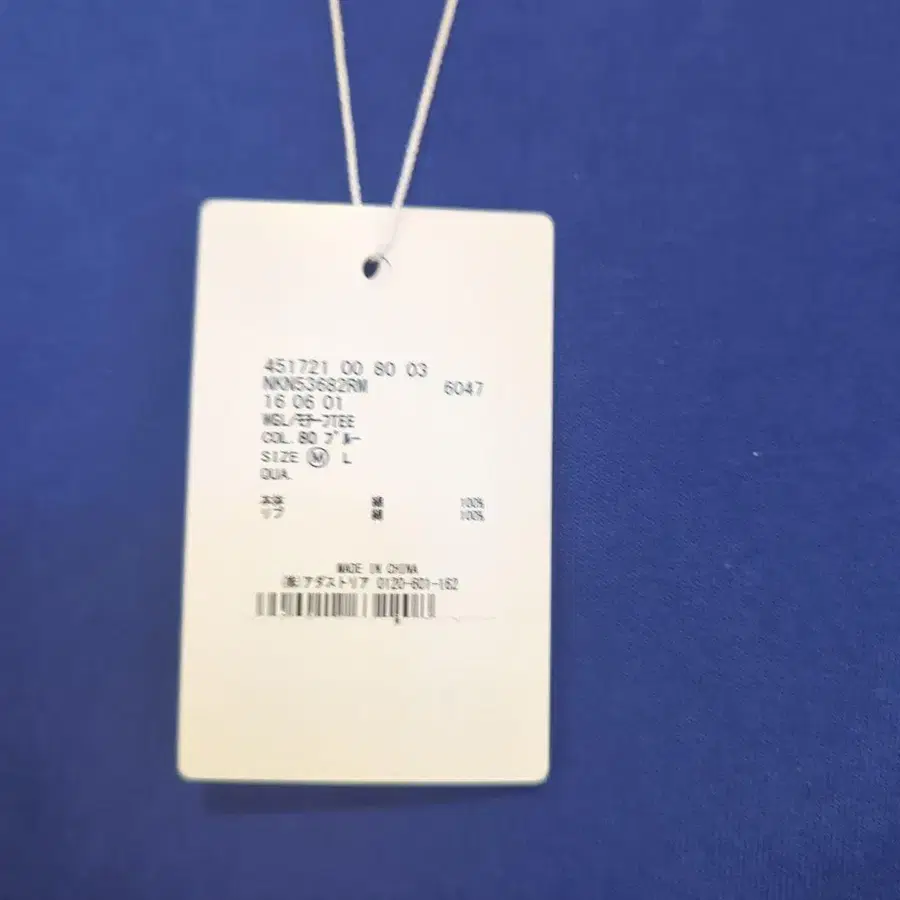 451721 00 80 03
NKN53682RM 6047
16 06 01
WGL/モチーフTEE
COL.80 ブルー
SIZE Ⓜ L
QUA.
本体 綿 100%
リブ 綿 100%
MADE IN CHINA
(株)アダストリア 0120-601-162